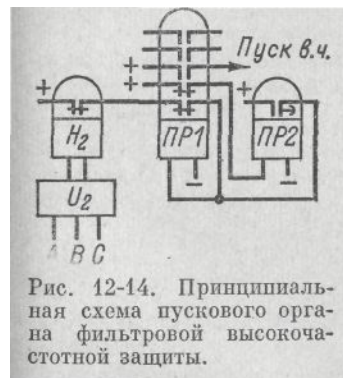 Пуск в.ч.
+
+
+
+
+
H₂
ПР1
ПР2
–
–
U₂
A B C
Рис. 12-14. Принципиаль-
ная схема пускового орга-
на фильтровой высокоча-
стотной защиты.